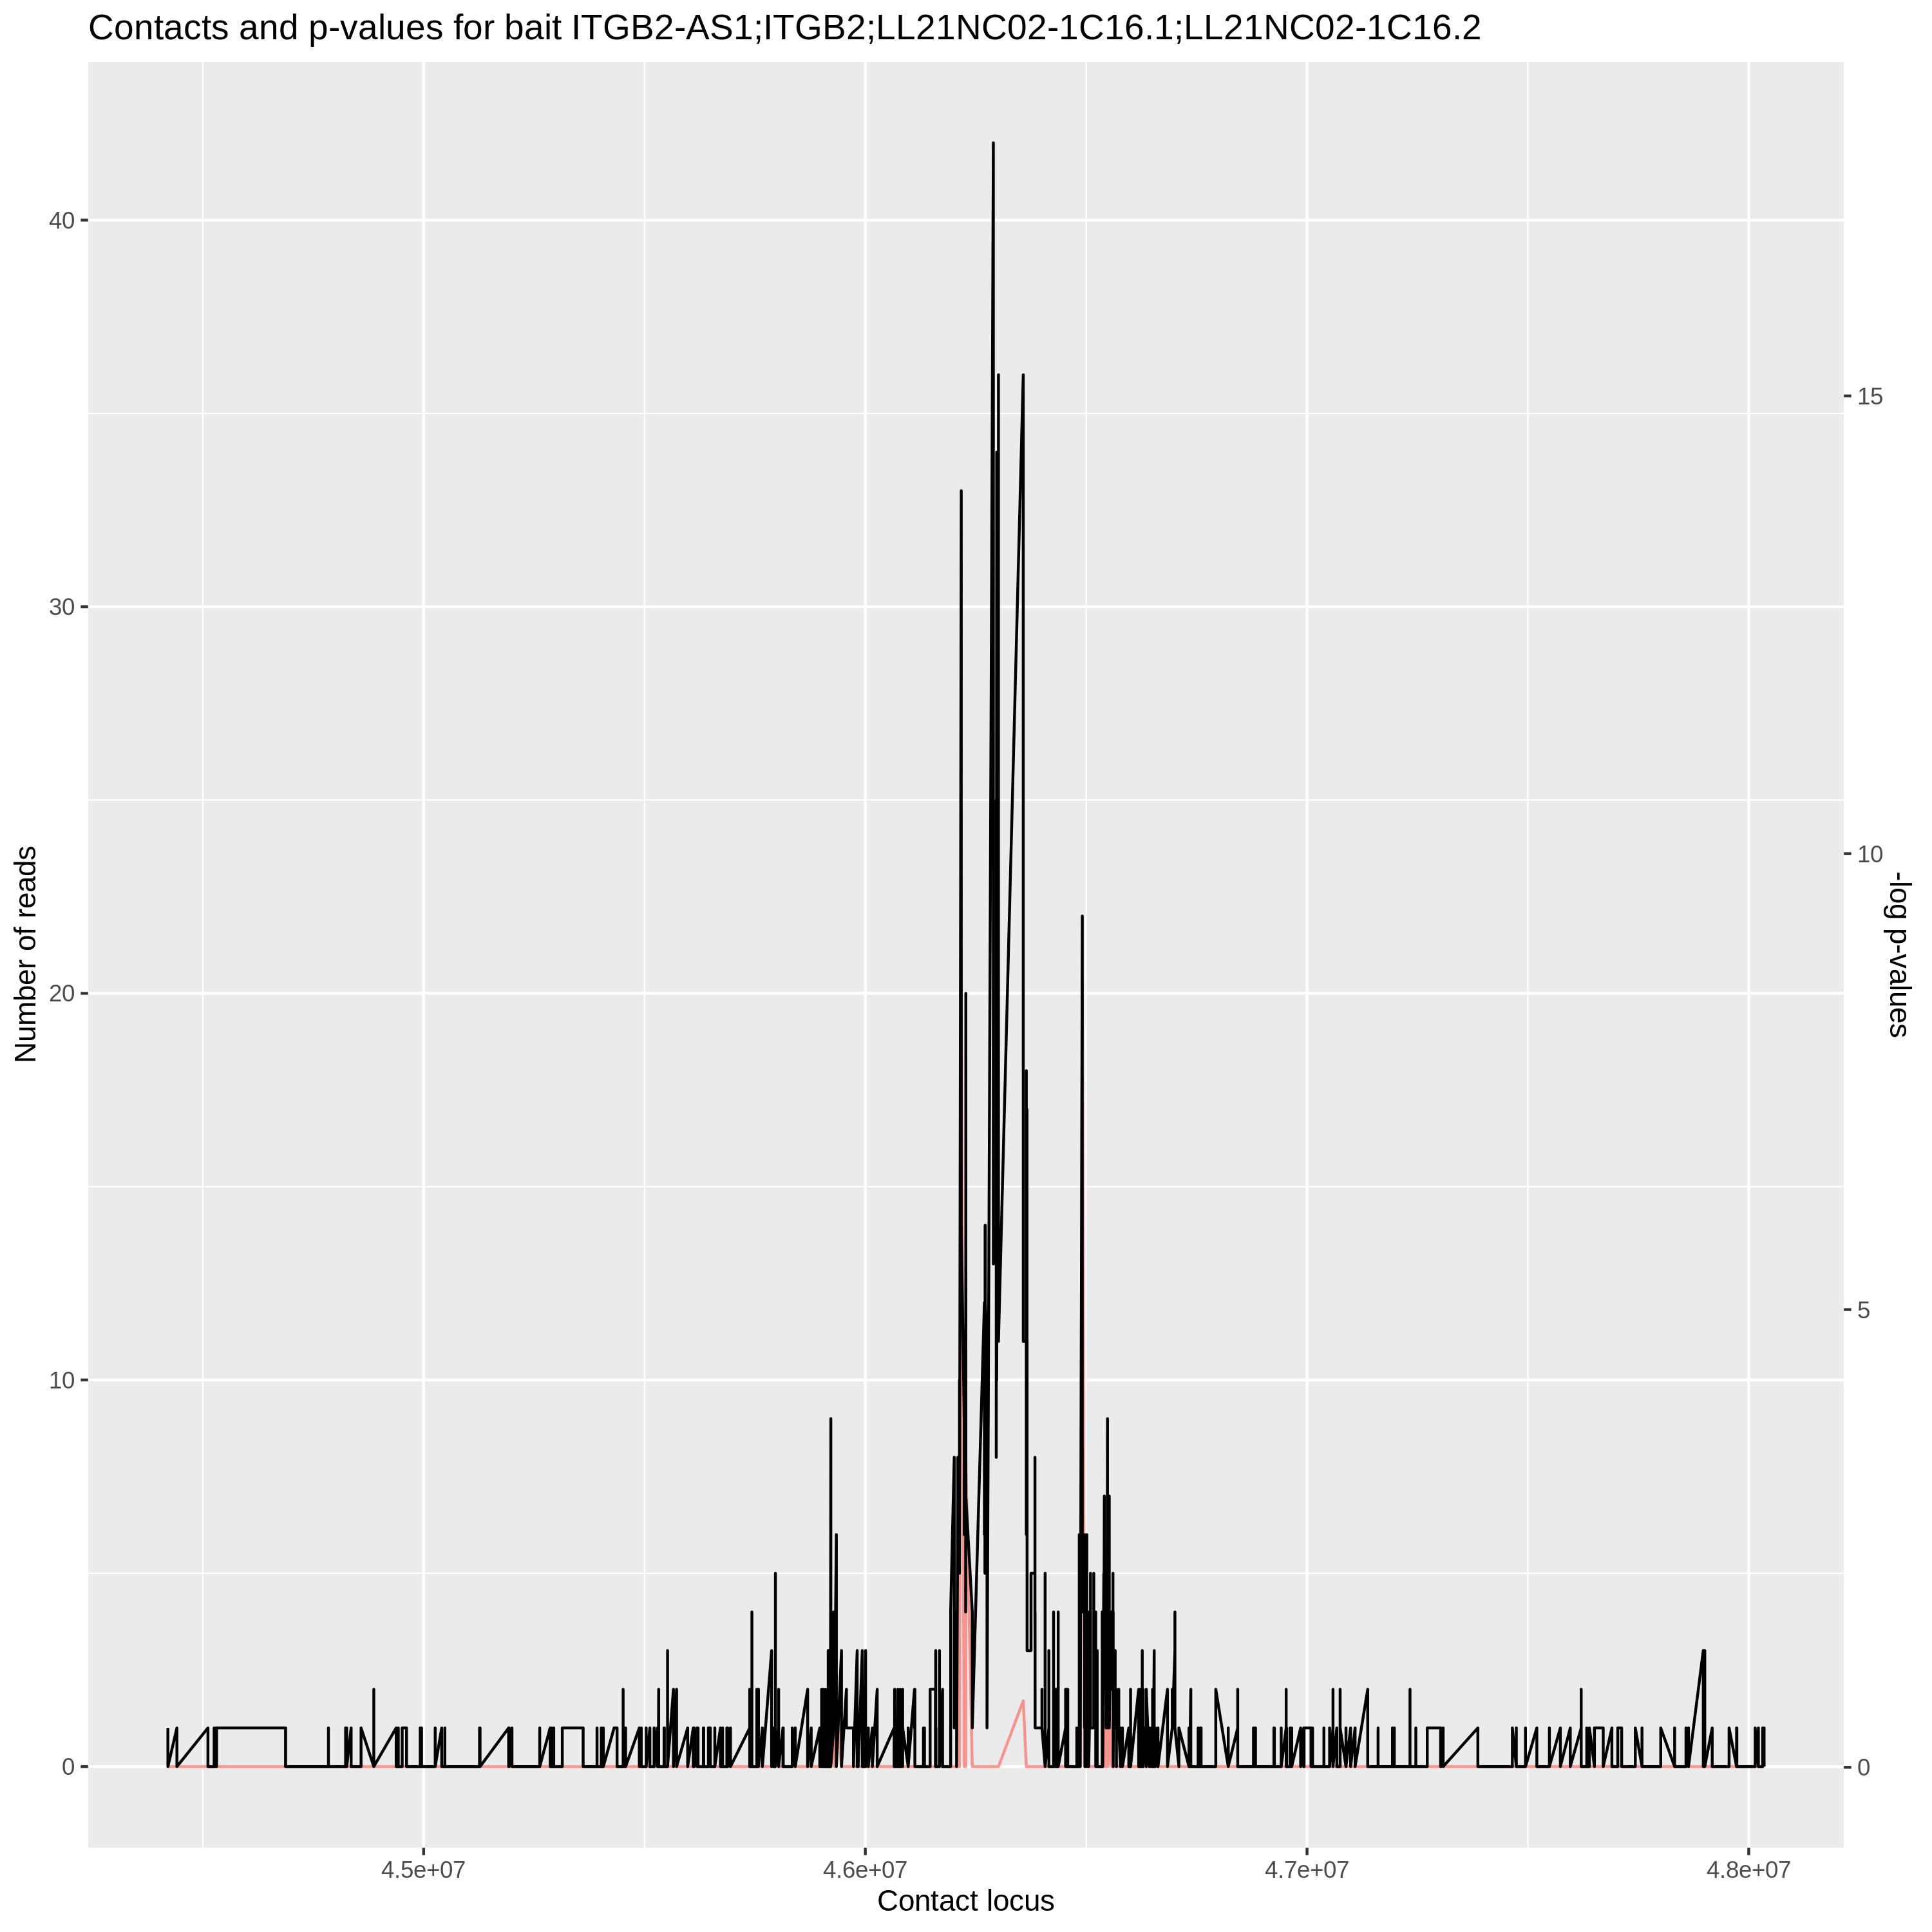 Contacts and p-values for bait ITGB2-AS1;ITGB2;LL21NC02-1C16.1;LL21NC02-1C16.2
40
30
20
10
0
Number of reads
15
10
5
0
-log p-values
4.5e+07
4.6e+07
4.7e+07
4.8e+07
Contact locus